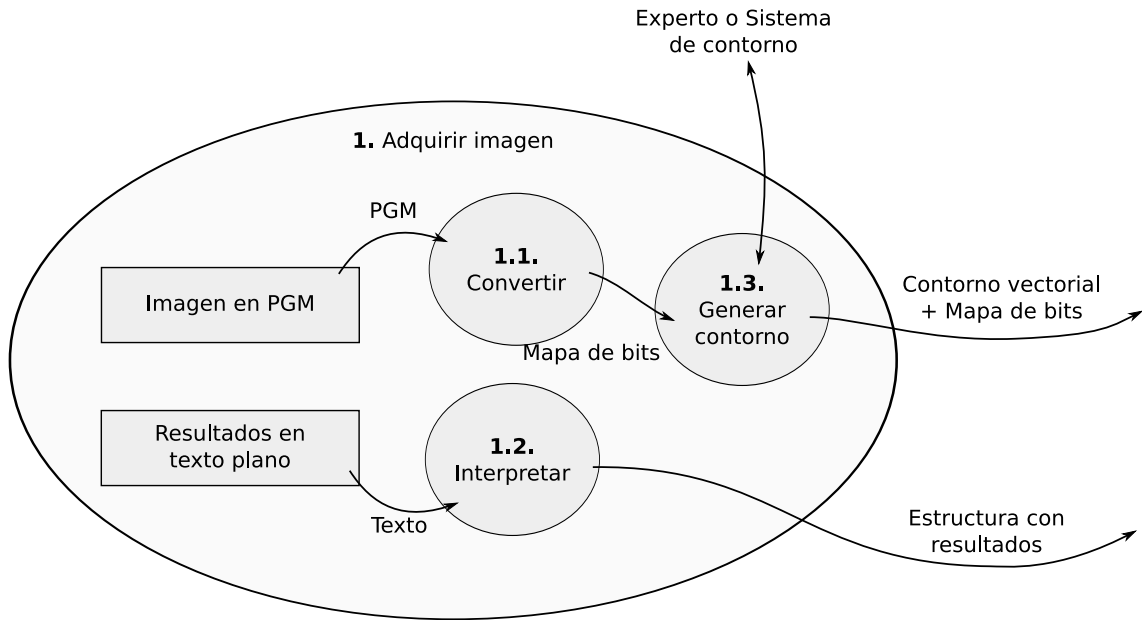 Experto o Sistema
de contorno
1. Adquirir imagen
PGM
1.1.
Convertir
Imagen en PGM
1.3.
Generar
contorno
Contorno vectorial
+ Mapa de bits
Mapa de bits
Resultados en
texto plano
1.2.
Interpretar
Texto
Estructura con
resultados